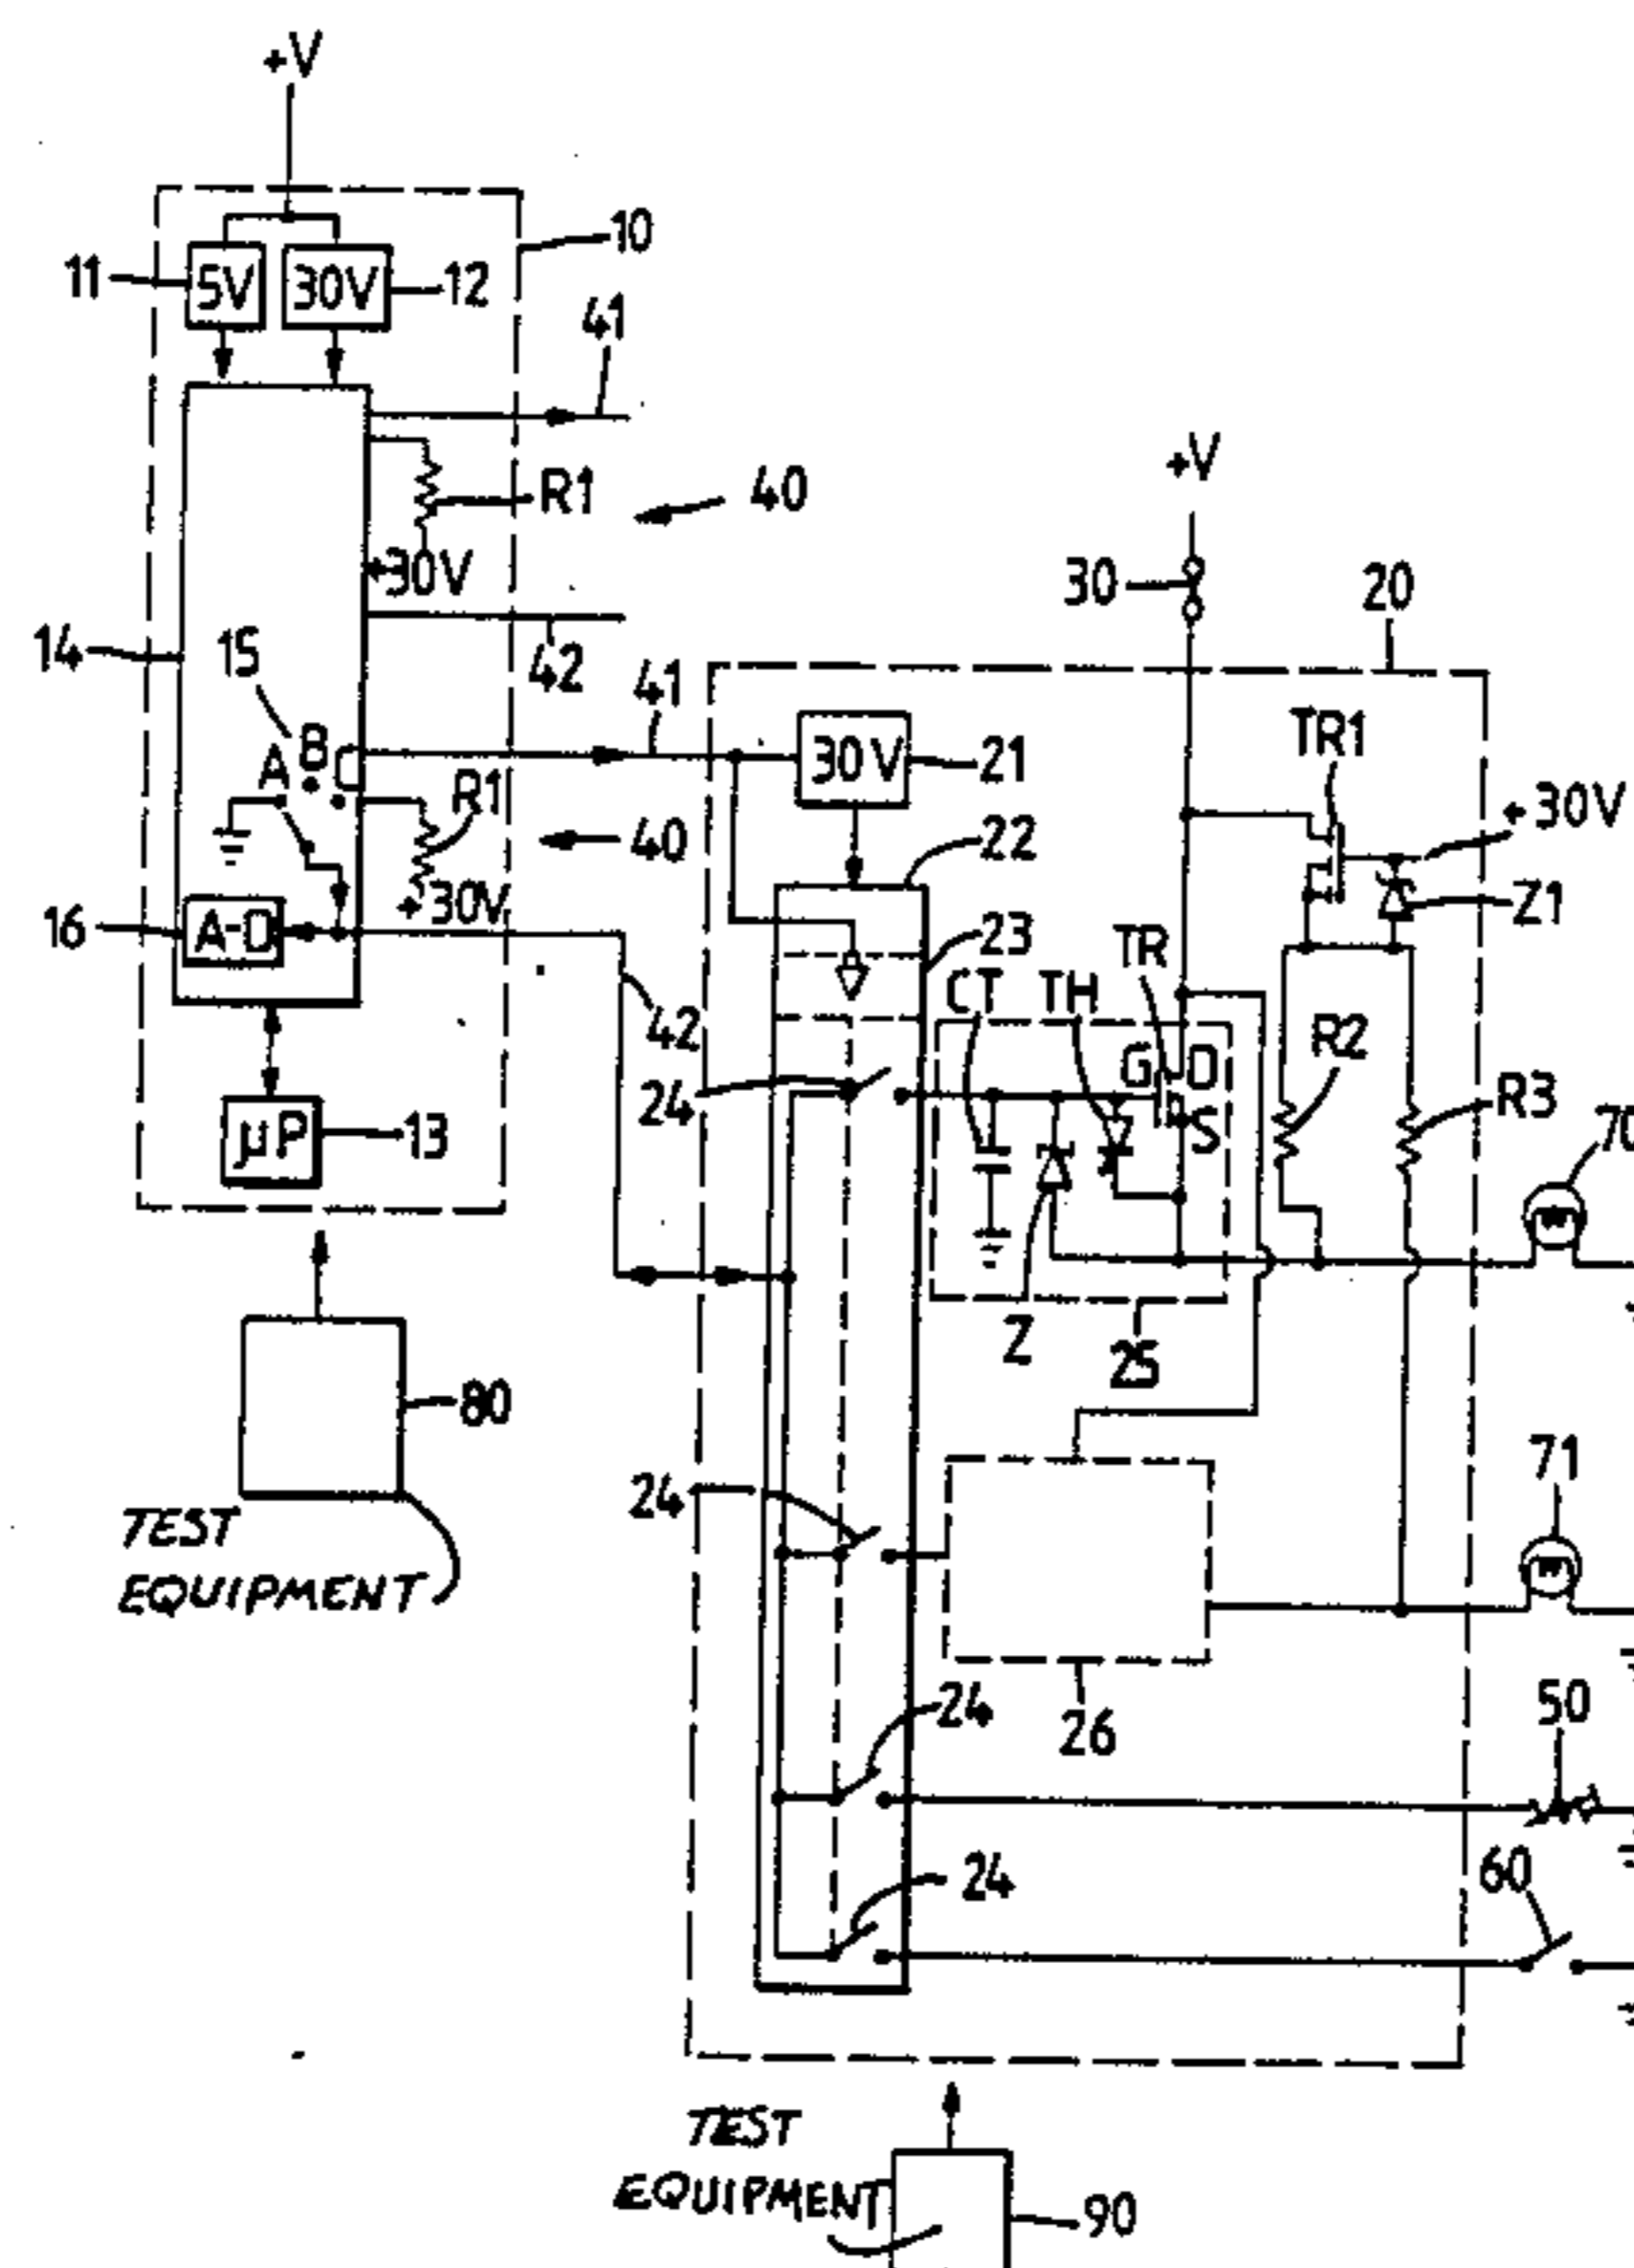 +V
10
11
5V
30V
12
41
R1
40
+V
+30V
30
20
14
15
42
41
TR1
B
30V
21
A
R1
+30V
40
22
+30V
Z1
16
A-D
23
TR
CT
TH
42
R2
G
D
24
R3
70
µP
13
S
Z
25
80
71
24
TEST
EQUIPMENT
24
50
26
24
60
TEST
EQUIPMENT
90